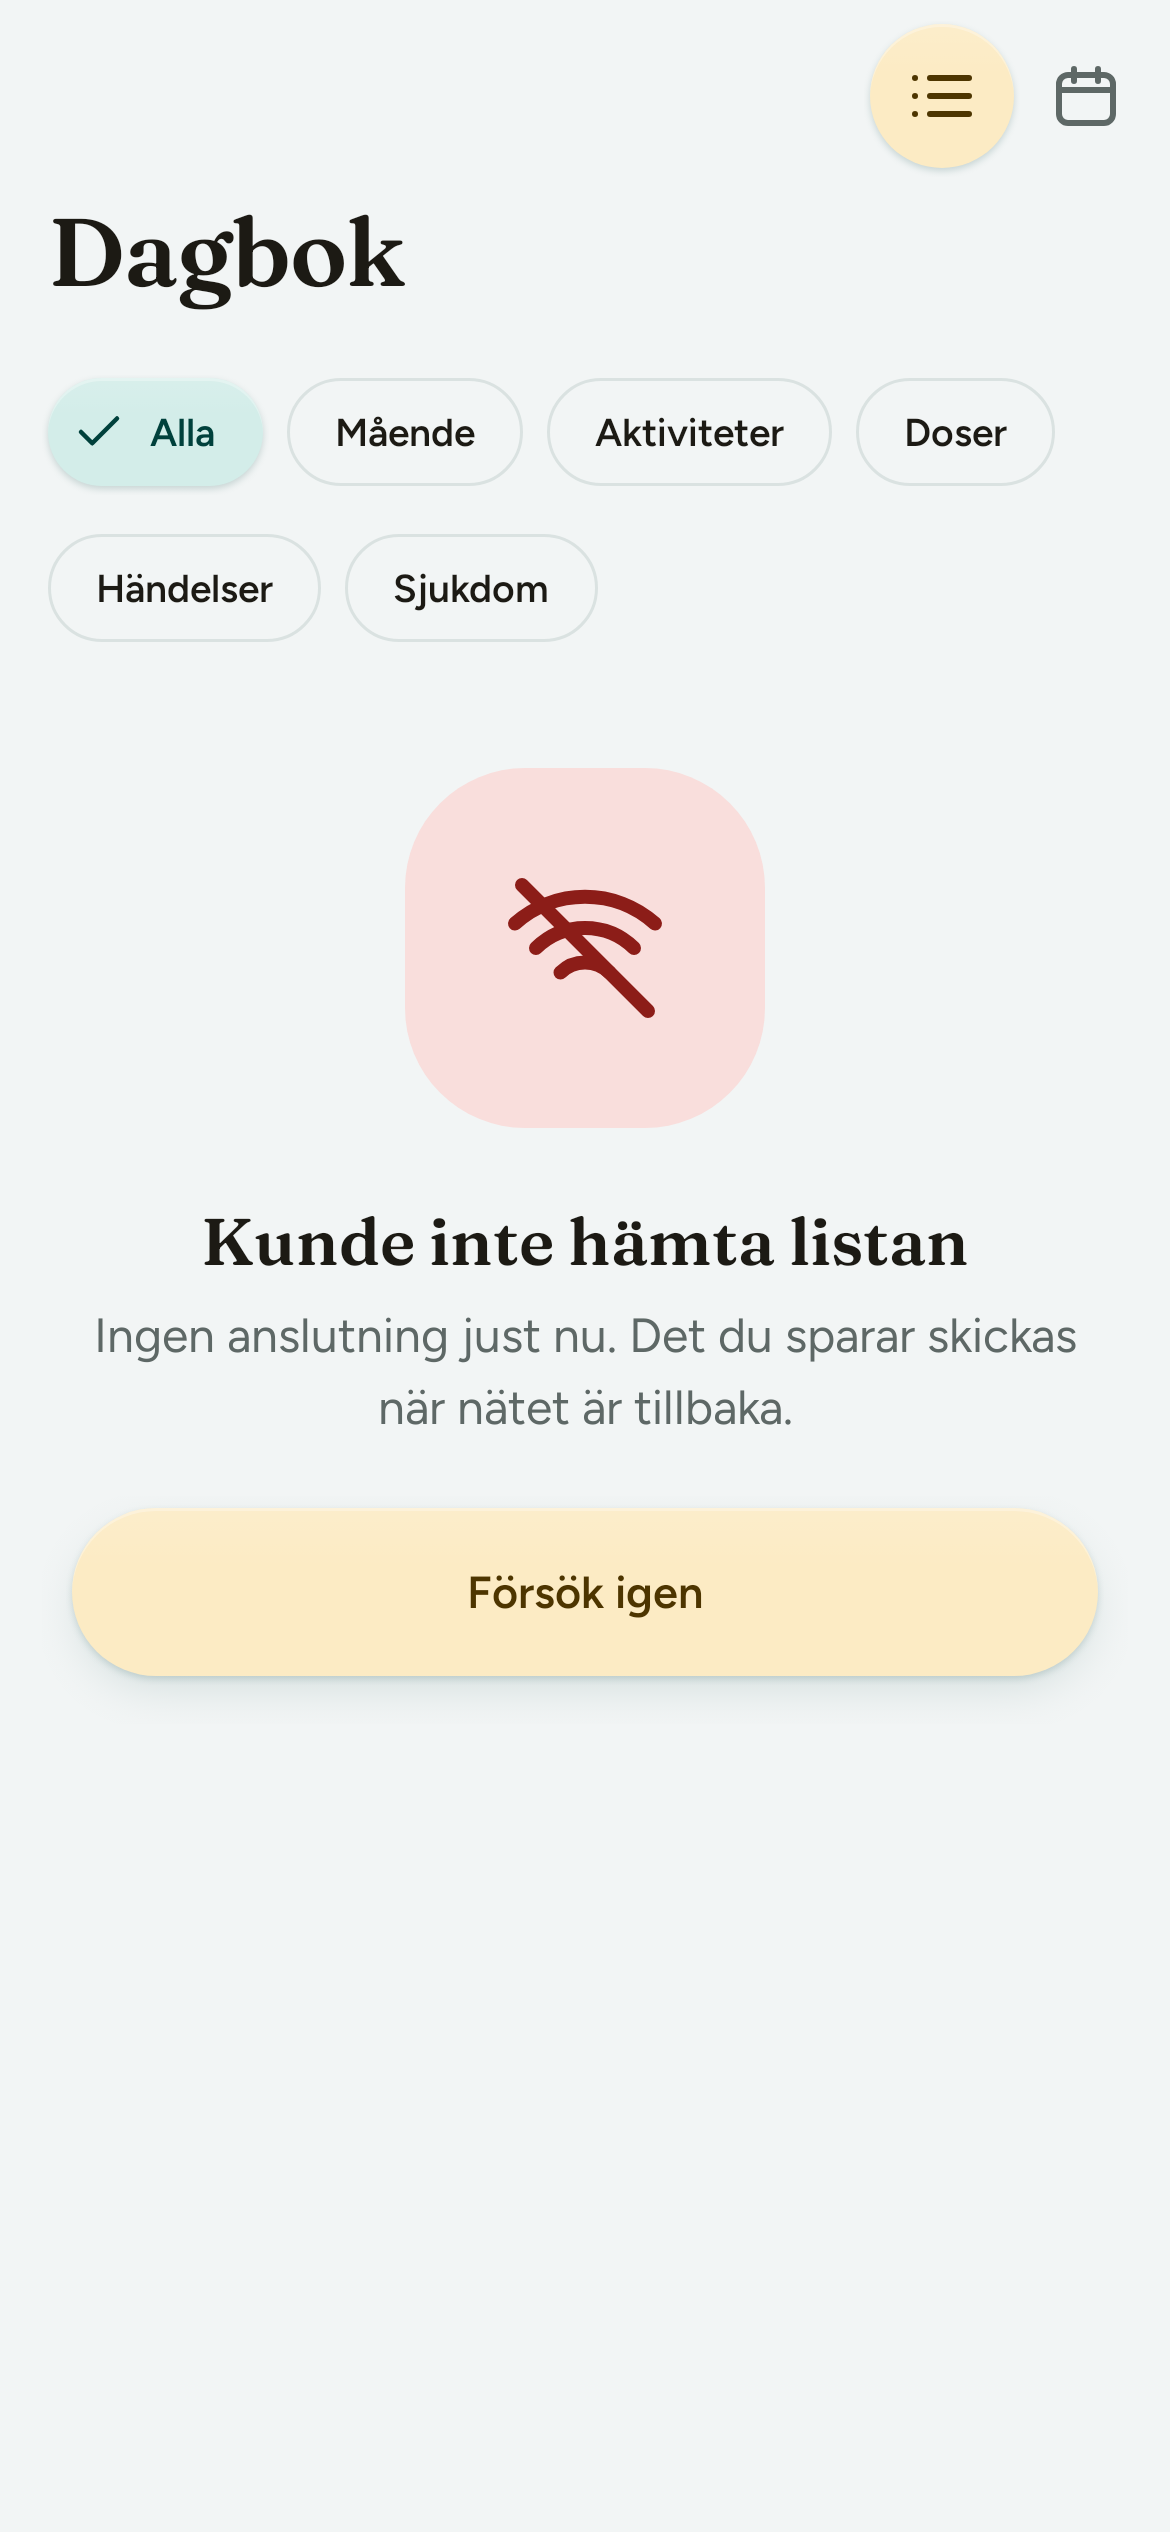 Dagbok
Alla
Mående
Aktiviteter
Doser
Händelser
Sjukdom
Kunde inte hämta listan
Ingen anslutning just nu. Det du sparar skickas
när nätet är tillbaka.
Försök igen